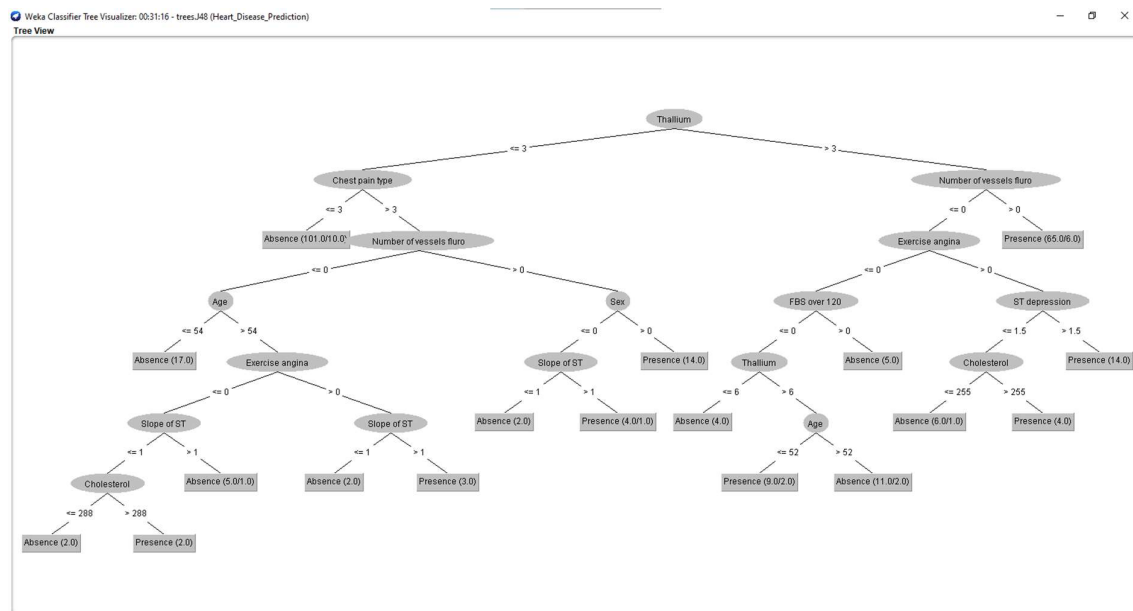 Weka Classifier Tree Visualizer: 00:31:16 - trees.J48 (Heart_Disease_Prediction)
Tree View
Thallium
<= 3 > 3
Chest pain type Number of vessels fluro
<= 3 > 3 <= 0 > 0
Absence (101.0/10.0) Number of vessels fluro Exercise angina Presence (65.0/6.0)
<= 0 > 0 <= 0 > 0
Age Sex FBS over 120 ST depression
<= 54 > 54 <= 0 > 0 <= 0 > 0 <= 1.5 > 1.5
Absence (17.0) Exercise angina Slope of ST Presence (14.0) Thallium Absence (5.0) Cholesterol Presence (14.0)
<= 0 > 0 <= 1 > 1 <= 6 > 6 <= 255 > 255
Slope of ST Slope of ST Absence (2.0) Presence (4.0/1.0) Absence (4.0) Age Absence (6.0/1.0) Presence (4.0)
<= 1 > 1 <= 1 > 1 <= 52 > 52
Cholesterol Absence (5.0/1.0) Absence (2.0) Presence (3.0) Presence (9.0/2.0) Absence (11.0/2.0)
<= 288 > 288
Absence (2.0) Presence (2.0)